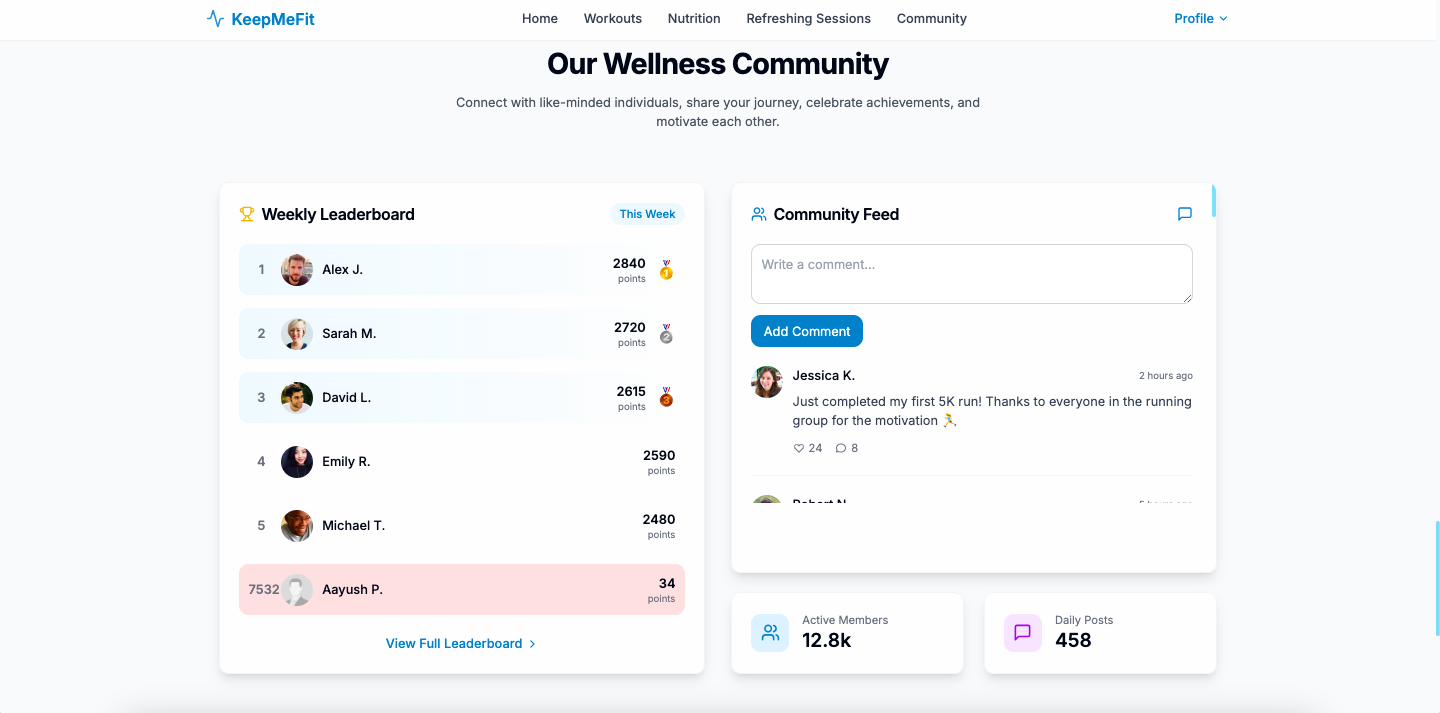 KeepMeFit
Home Workouts Nutrition Refreshing Sessions Community
Profile
Our Wellness Community
Connect with like-minded individuals, share your journey, celebrate achievements, and
motivate each other.
Weekly Leaderboard
This Week
1 Alex J. 2840
points
1
2 Sarah M. 2720
points
2
3 David L. 2615
points
3
4 Emily R. 2590
points
5 Michael T. 2480
points
7532 Aayush P. 34
points
View Full Leaderboard
Community Feed
Write a comment...
Add Comment
Jessica K. 2 hours ago
Just completed my first 5K run! Thanks to everyone in the running
group for the motivation 🏃
24 8
Robert N. 5 hours ago
Active Members
12.8k
Daily Posts
458